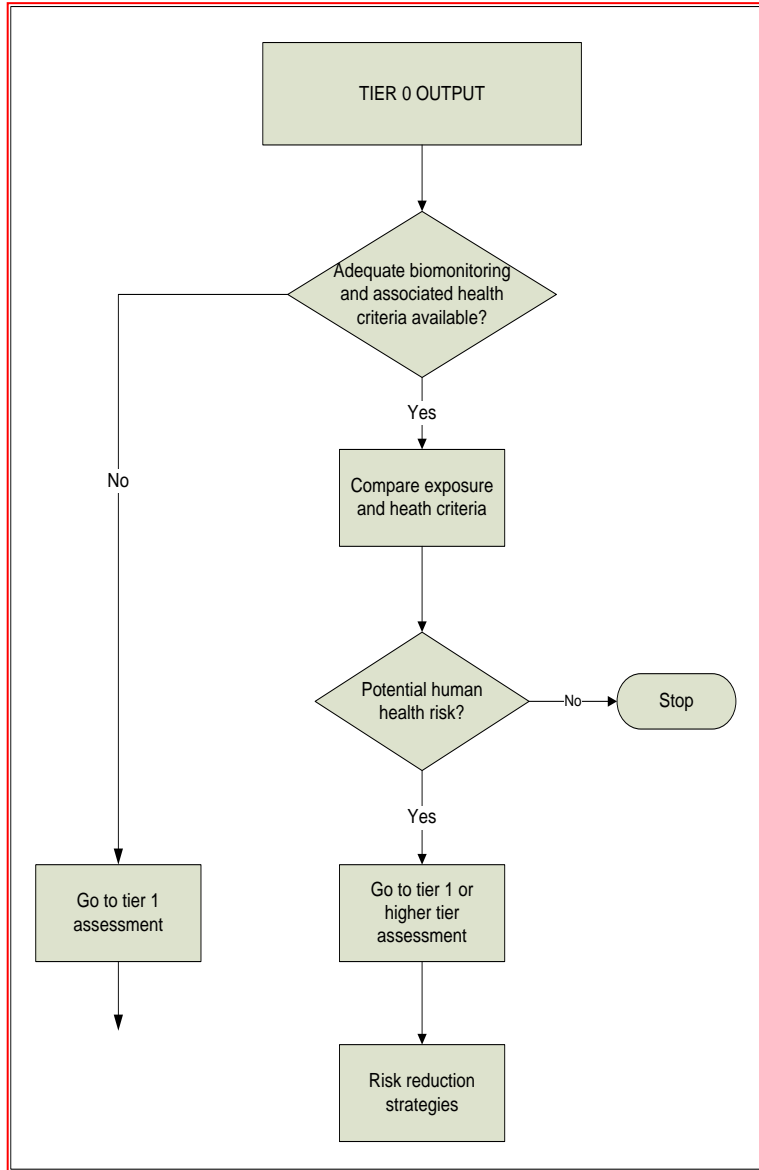 TIER 0 OUTPUT
Adequate biomonitoring
and associated health
criteria available?
Yes
No
Compare exposure
and heath criteria
Potential human
health risk?
No
Stop
Yes
Go to tier 1
assessment
Go to tier 1 or
higher tier
assessment
Risk reduction
strategies